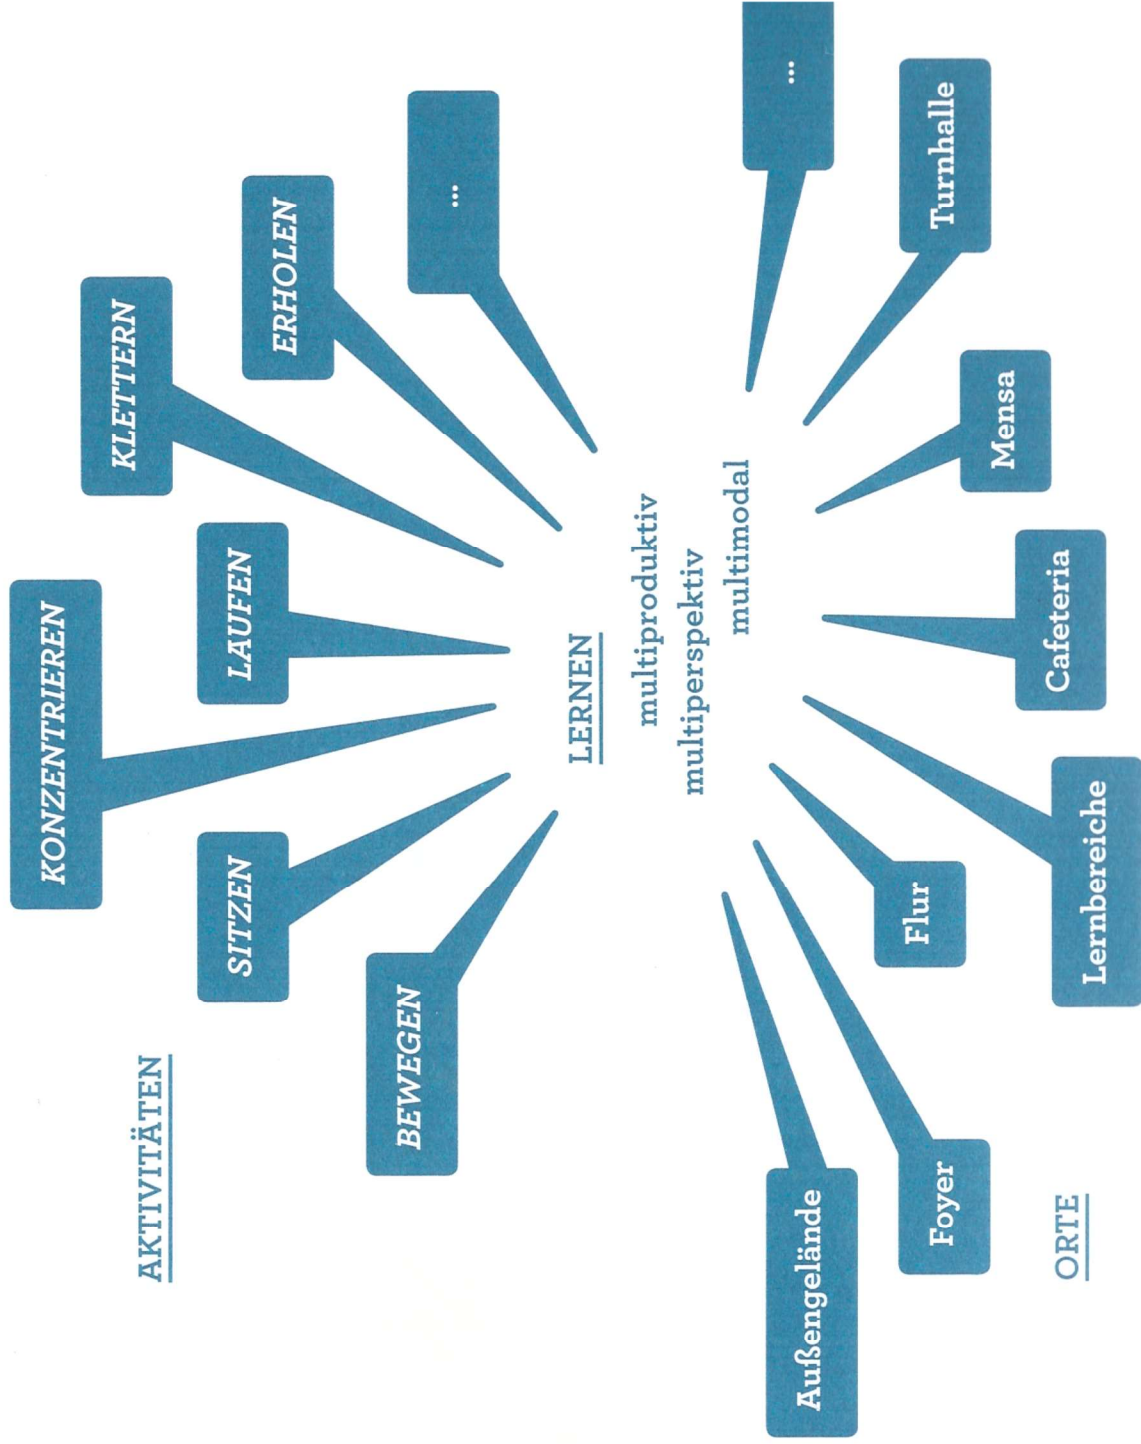 AKTIVITÄTEN
BEWEGEN
SITZEN
KONZENTRIEREN
LAUFEN
KLETTERN
ERHOLEN
...
LERNEN
multiproduktiv
multiperspektiv
multimodal
Außengelände
Foyer
Flur
Lernbereiche
Cafeteria
Mensa
Turnhalle
...
ORTE